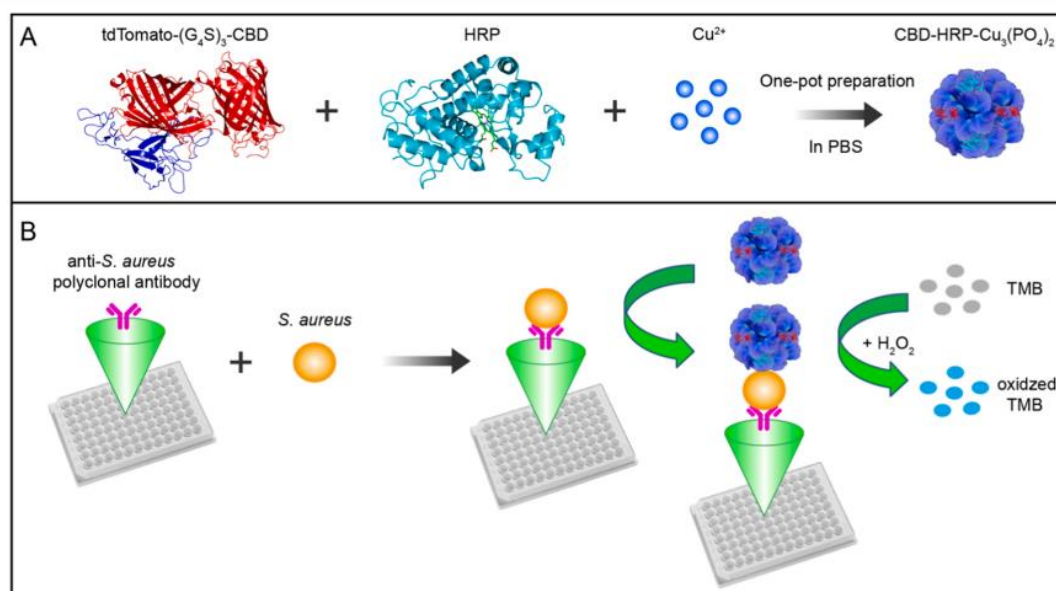 A
tdTomato-(G₄S)₃-CBD
HRP
Cu²⁺
CBD-HRP-Cu₃(PO₄)₂
+
+
One-pot preparation
In PBS
B
anti-S. aureus
polyclonal antibody
+
S. aureus
TMB
+ H₂O₂
oxidzed
TMB